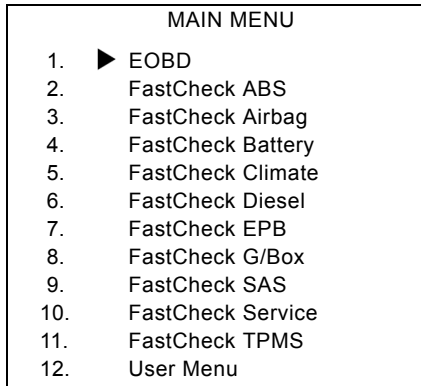 MAIN MENU
1. ▶ EOBD
2. FastCheck ABS
3. FastCheck Airbag
4. FastCheck Battery
5. FastCheck Climate
6. FastCheck Diesel
7. FastCheck EPB
8. FastCheck G/Box
9. FastCheck SAS
10. FastCheck Service
11. FastCheck TPMS
12. User Menu